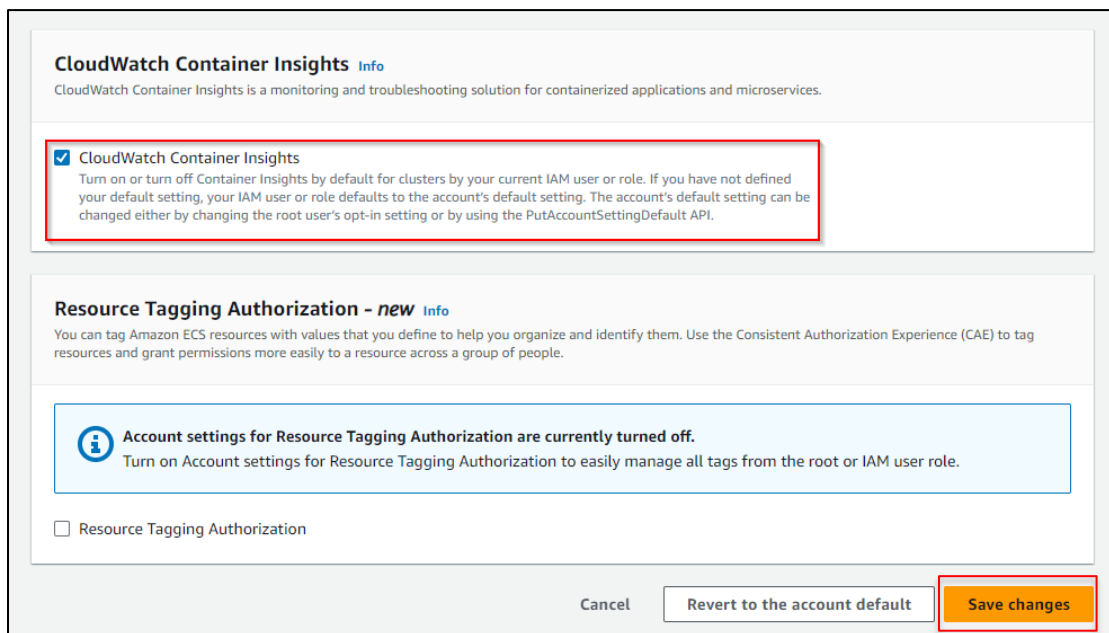 CloudWatch Container Insights Info
CloudWatch Container Insights is a monitoring and troubleshooting solution for containerized applications and microservices.
CloudWatch Container Insights
Turn on or turn off Container Insights by default for clusters by your current IAM user or role. If you have not defined
your default setting, your IAM user or role defaults to the account's default setting. The account's default setting can be
changed either by changing the root user's opt-in setting or by using the PutAccountSettingDefault API.
Resource Tagging Authorization - new Info
You can tag Amazon ECS resources with values that you define to help you organize and identify them. Use the Consistent Authorization Experience (CAE) to tag
resources and grant permissions more easily to a resource across a group of people.
Account settings for Resource Tagging Authorization are currently turned off.
Turn on Account settings for Resource Tagging Authorization to easily manage all tags from the root or IAM user role.
Resource Tagging Authorization
Cancel Revert to the account default Save changes